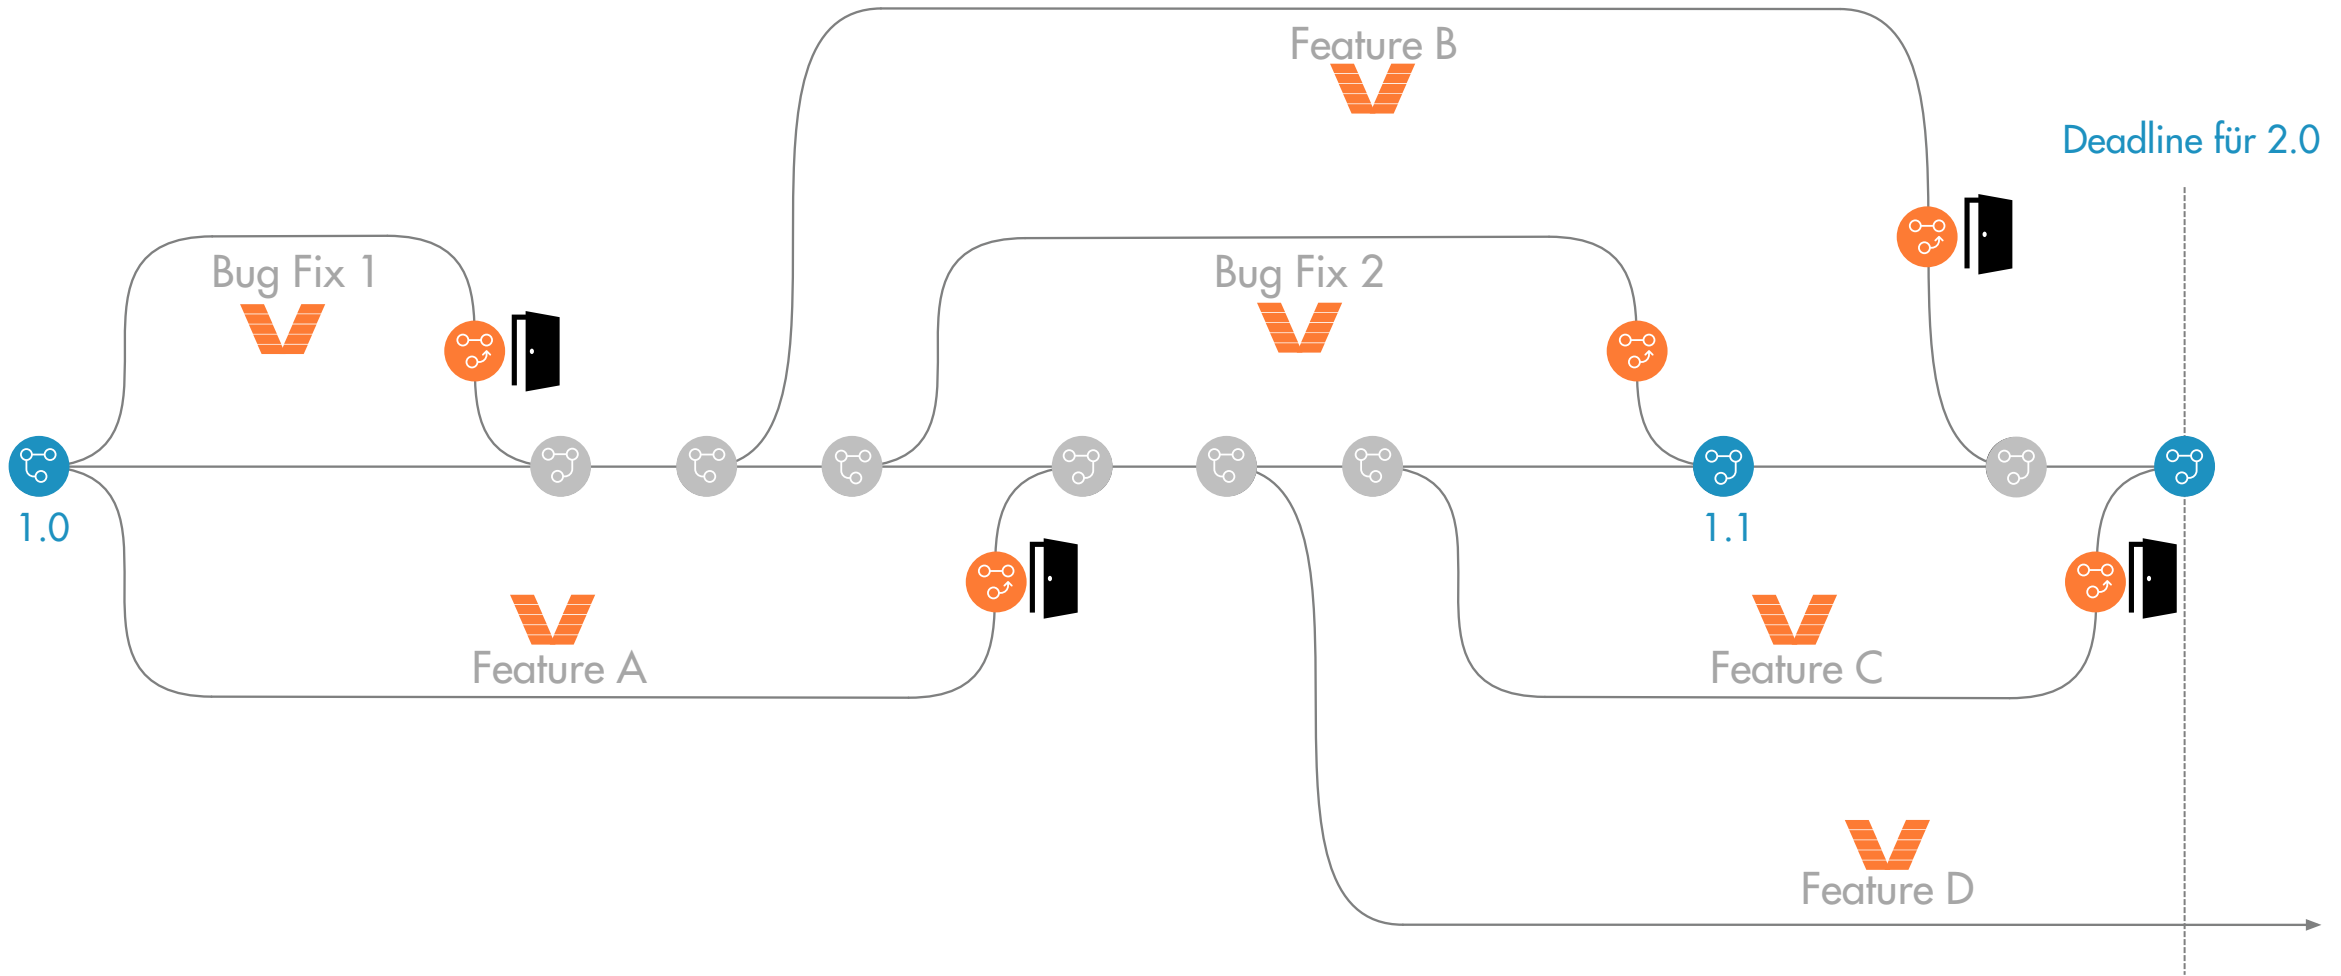 Feature B
Deadline für 2.0
Bug Fix 1
Bug Fix 2
1.0
1.1
Feature A
Feature C
Feature D